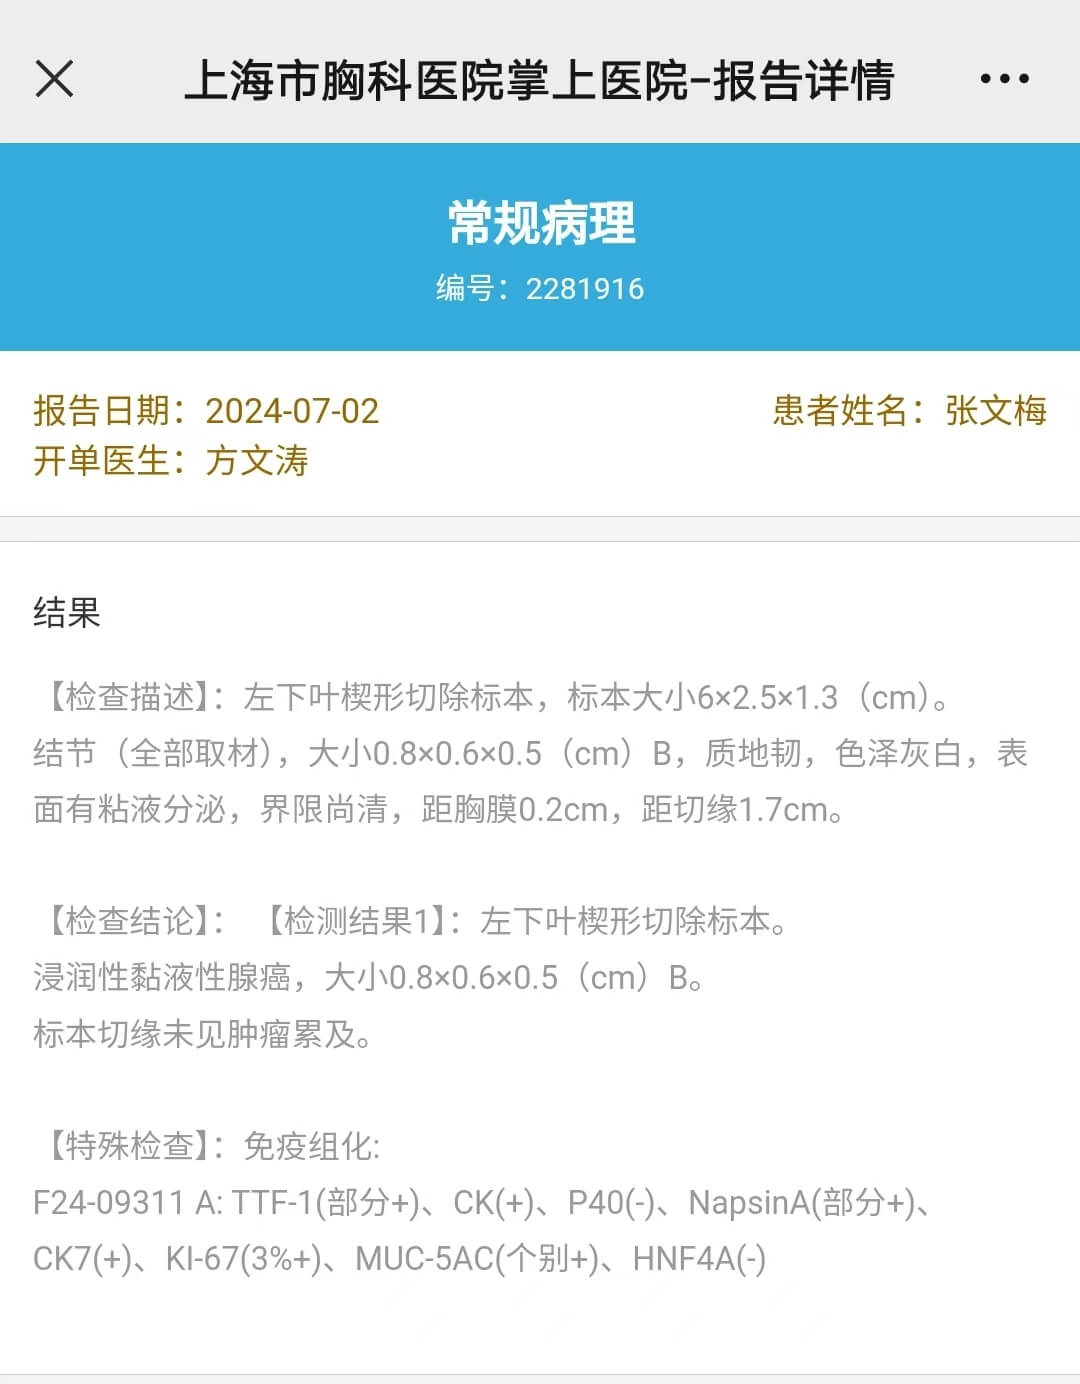 上海市胸科医院掌上医院-报告详情
常规病理
编号：2281916
报告日期：2024-07-02
患者姓名：张文梅
开单医生：方文涛
结果
【检查描述】：左下叶楔形切除标本，标本大小6×2.5×1.3（cm）。
结节（全部取材），大小0.8×0.6×0.5（cm）B，质地韧，色泽灰白，表
面有粘液分泌，界限尚清，距胸膜0.2cm，距切缘1.7cm。
【检查结论】： 【检测结果1】：左下叶楔形切除标本。
浸润性黏液性腺癌，大小0.8×0.6×0.5（cm）B。
标本切缘未见肿瘤累及。
【特殊检查】：免疫组化:
F24-09311 A: TTF-1(部分+)、CK(+)、P40(-)、NapsinA(部分+)、
CK7(+)、KI-67(3%+)、MUC-5AC(个别+)、HNF4A(-)